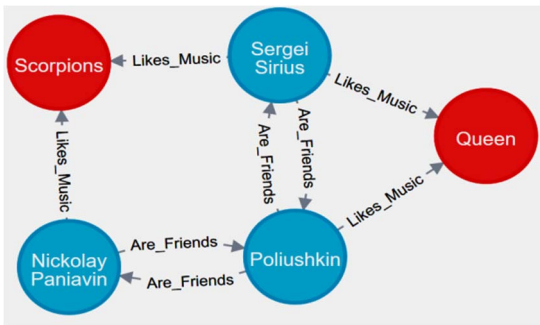 Sergei
Sirius
Scorpions
Likes_Music
Likes_Music
Queen
Likes_Music
Are_Friends
Are_Friends
Likes_Music
Are_Friends
Nickolay
Paniavin
Poliushkin
Are_Friends